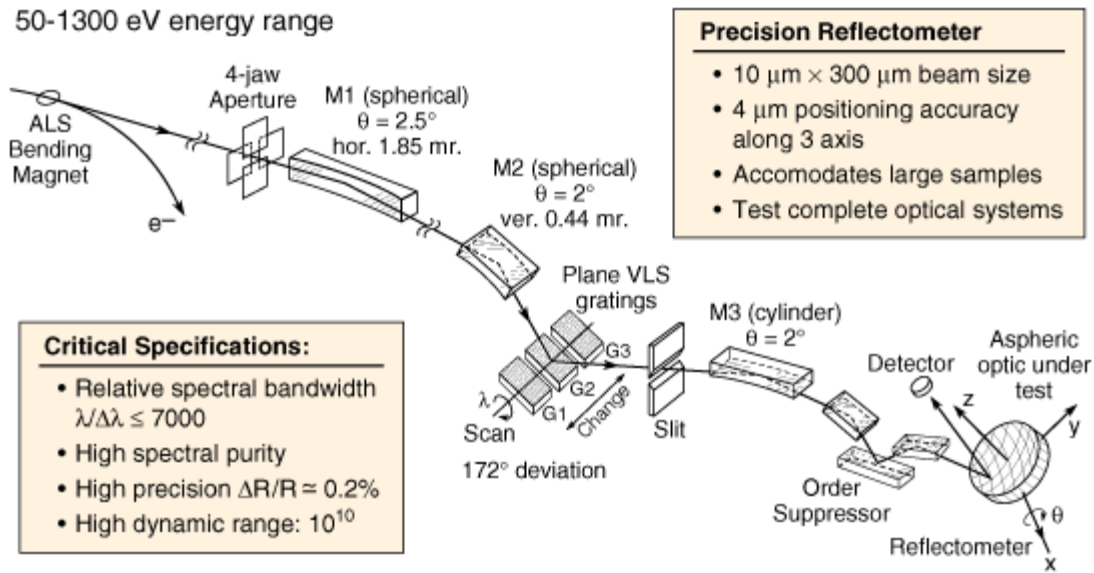 50-1300 eV energy range
Precision Reflectometer
• 10 μm × 300 μm beam size
• 4 μm positioning accuracy
along 3 axis
• Accomodates large samples
• Test complete optical systems
4-jaw
Aperture
M1 (spherical)
θ = 2.5°
hor. 1.85 mr.
ALS
Bending
Magnet
e–
M2 (spherical)
θ = 2°
ver. 0.44 mr.
Plane VLS
gratings
G3
G2
G1
Change
λ
Scan
172° deviation
Slit
M3 (cylinder)
θ = 2°
Detector
Aspheric
optic under
test
z
y
θ
x
Order
Suppressor
Reflectometer
Critical Specifications:
• Relative spectral bandwidth
λ/Δλ ≤ 7000
• High spectral purity
• High precision ΔR/R ≃ 0.2%
• High dynamic range: 10¹⁰